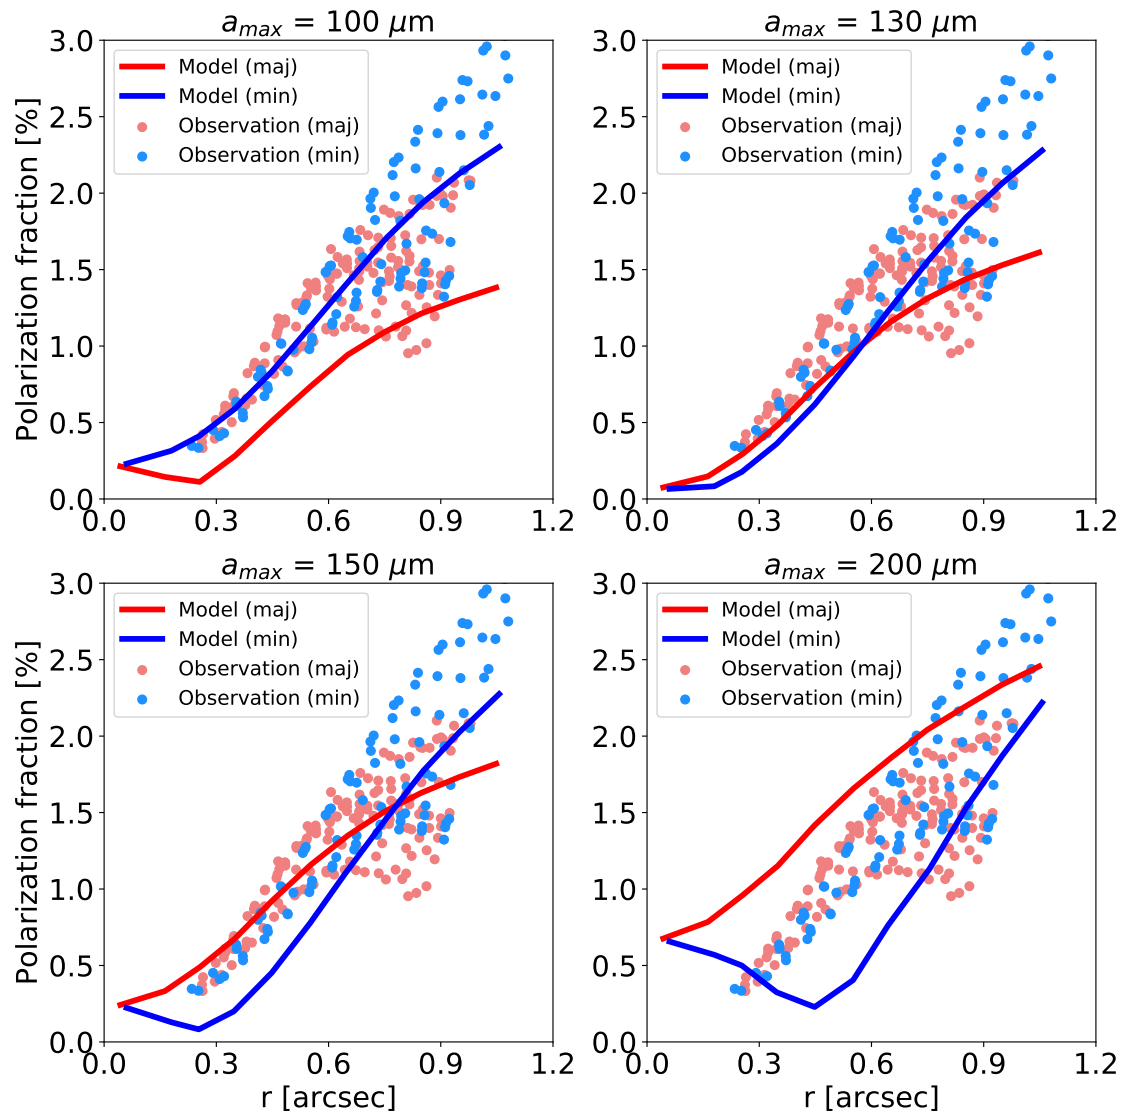 a_max = 100 μm
3.0
2.5
2.0
1.5
1.0
0.5
0.0
Polarization fraction [%]
Model (maj)
Model (min)
Observation (maj)
Observation (min)
0.0 0.3 0.6 0.9 1.2
a_max = 130 μm
3.0
2.5
2.0
1.5
1.0
0.5
0.0
Model (maj)
Model (min)
Observation (maj)
Observation (min)
0.0 0.3 0.6 0.9 1.2
a_max = 150 μm
3.0
2.5
2.0
1.5
1.0
0.5
0.0
Polarization fraction [%]
Model (maj)
Model (min)
Observation (maj)
Observation (min)
0.0 0.3 0.6 0.9 1.2
r [arcsec]
a_max = 200 μm
3.0
2.5
2.0
1.5
1.0
0.5
0.0
Model (maj)
Model (min)
Observation (maj)
Observation (min)
0.0 0.3 0.6 0.9 1.2
r [arcsec]